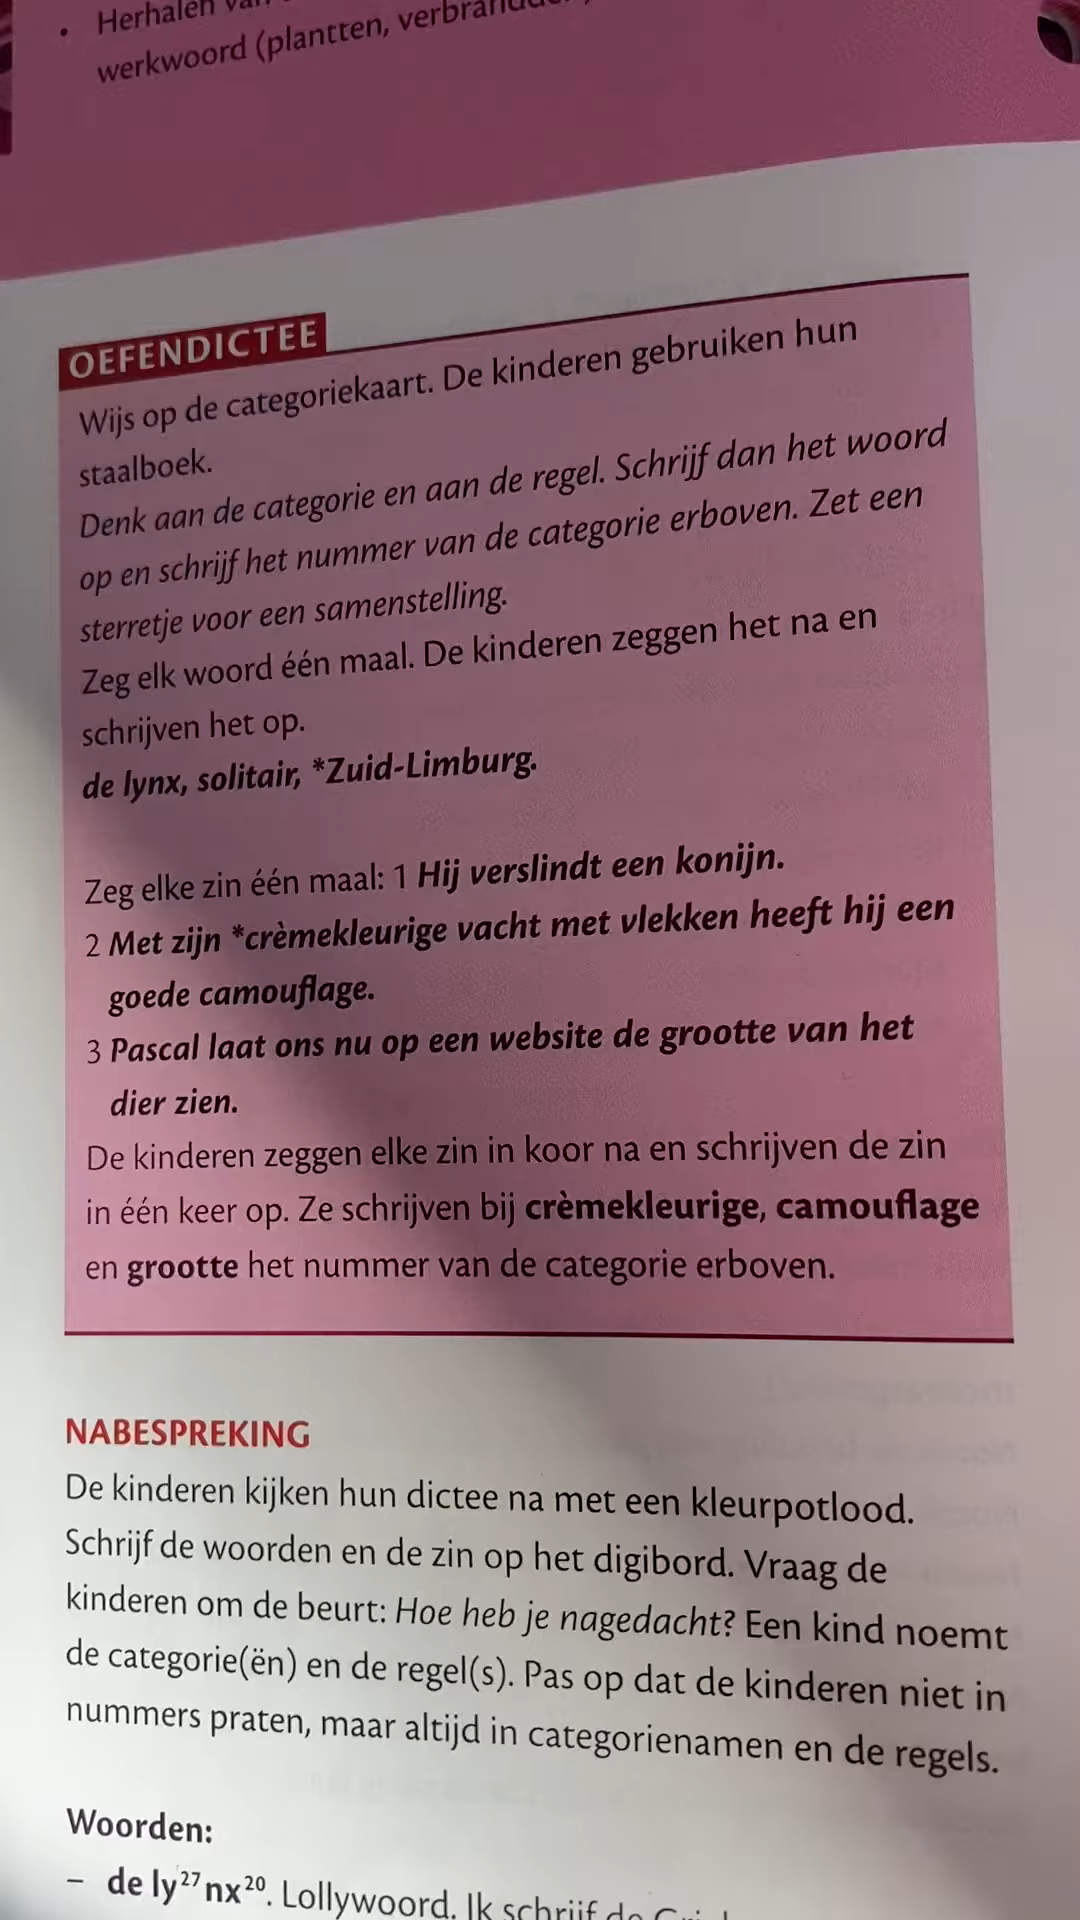 • Herhalen
werkwoord (plantten,
OEFENDICTEE
Wijs op de categoriekaart. De kinderen gebruiken hun
staalboek.
Denk aan de categorie en aan de regel. Schrijf dan het woord
op en schrijf het nummer van de categorie erboven. Zet een
sterretje voor een samenstelling.
Zeg elk woord één maal. De kinderen zeggen het na en
schrijven het op.
de lynx, solitair, *Zuid-Limburg.
Zeg elke zin één maal: 1 Hij verslindt een konijn.
2 Met zijn *crèmekleurige vacht met vlekken heeft hij een
goede camouflage.
3 Pascal laat ons nu op een website de grootte van het
dier zien.
De kinderen zeggen elke zin in koor na en schrijven de zin
in één keer op. Ze schrijven bij crèmekleurige, camouflage
en grootte het nummer van de categorie erboven.
NABESPREKING
De kinderen kijken hun dictee na met een kleurpotlood.
Schrijf de woorden en de zin op het digibord. Vraag de
kinderen om de beurt: Hoe heb je nagedacht? Een kind noemt
de categorie(ën) en de regel(s). Pas op dat de kinderen niet in
nummers praten, maar altijd in categorienamen en de regels.
Woorden:
– de ly²⁷nx²⁰. Lollywoord. Ik schrijf de